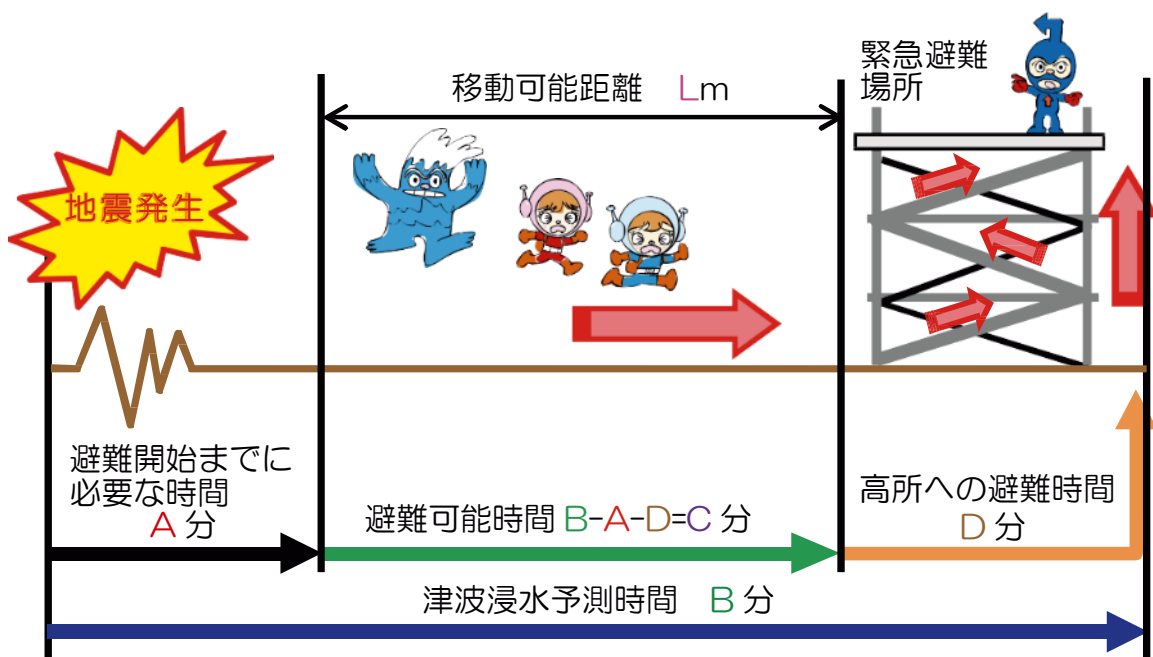 移動可能距離 Lm
緊急避難
場所
地震発生
避難開始までに
必要な時間
A 分
避難可能時間 B-A-D=C 分
高所への避難時間
D 分
津波浸水予測時間 B 分